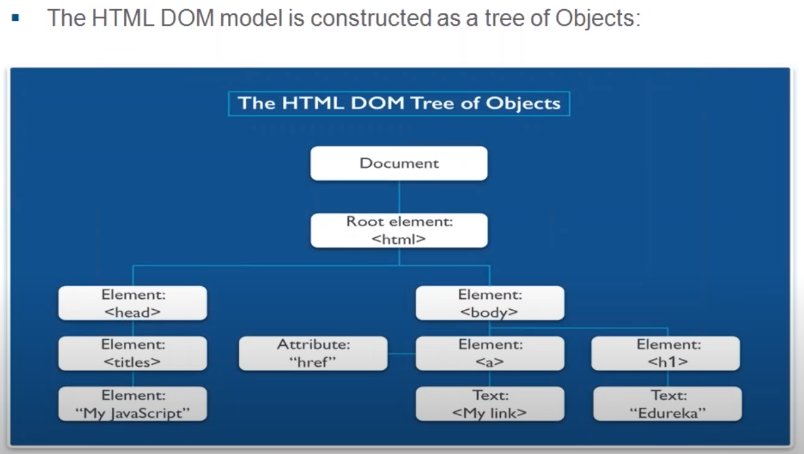 ▪ The HTML DOM model is constructed as a tree of Objects:
The HTML DOM Tree of Objects
Document
Root element:
<html>
Element:
<head>
Element:
<body>
Element:
<titles>
Attribute:
“href”
Element:
<a>
Element:
<h1>
Element:
“My JavaScript”
Text:
<My link>
Text:
“Edureka”